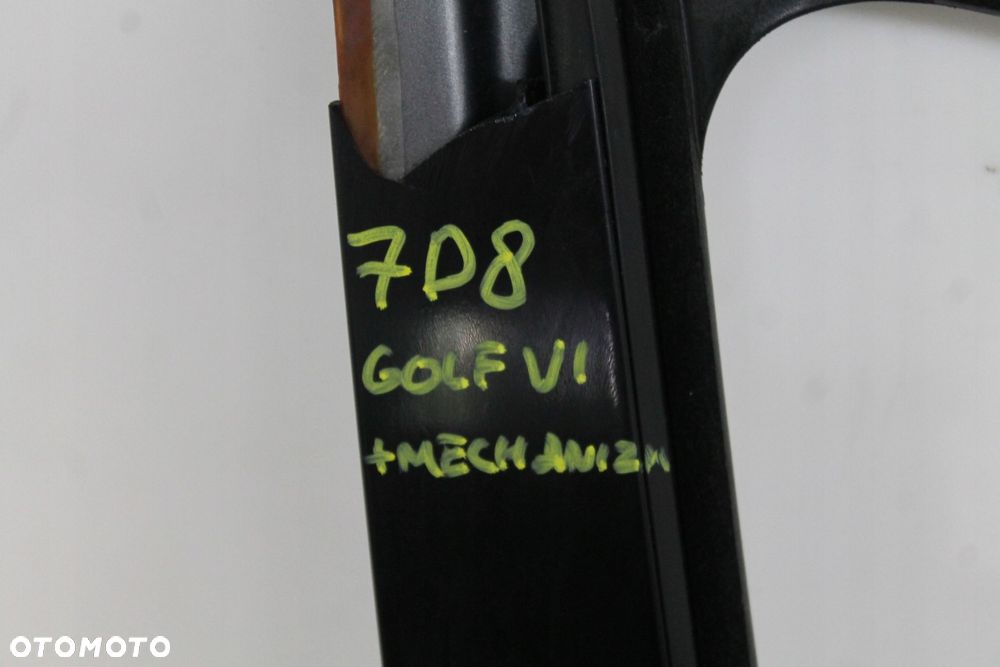 7D8
GOLF VI
+MECHANIZM
OTOMOTO